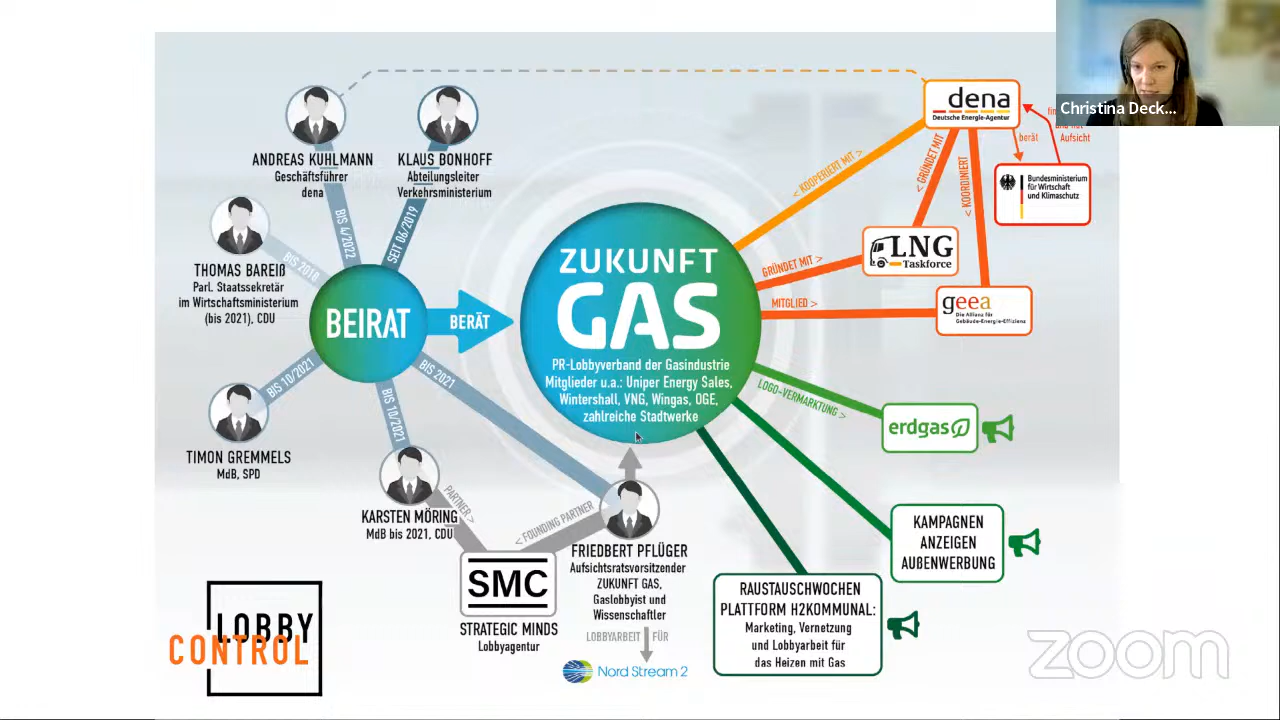 Christina Deck...
dena
Deutsche Energie-Agentur
berät
Aufsicht
Bundesministerium
für Wirtschaft
und Klimaschutz
< KOOPERIERT MIT >
< GRÜNDET MIT
< KOORDINIERT
ANDREAS KUHLMANN
Geschäftsführer
dena
KLAUS BONHOFF
Abteilungsleiter
Verkehrsministerium
BIS 4/2022
SEIT 06/2019
THOMAS BAREIß
Parl. Staatssekretär
im Wirtschaftsministerium
(bis 2021), CDU
BIS 2018
BEIRAT
BERÄT
ZUKUNFT
GAS
PR-Lobbyverband der Gasindustrie
Mitglieder u.a.: Uniper Energy Sales,
Wintershall, VNG, Wingas, OGE,
zahlreiche Stadtwerke
GRÜNDET MIT >
LNG
Taskforce
MITGLIED >
geea
Die Allianz für
Gebäude-Energie-Effizienz
LOGO-VERMARKTUNG >
erdgas
BIS 10/2021
TIMON GREMMELS
MdB, SPD
BIS 10/2021
BIS 2021
KARSTEN MÖRING
MdB bis 2021, CDU
PARTNER >
< FOUNDING PARTNER
SMC
STRATEGIC MINDS
Lobbyagentur
FRIEDBERT PFLÜGER
Aufsichtsratsvorsitzender
ZUKUNFT GAS,
Gaslobbyist und
Wissenschaftler
LOBBYARBEIT FÜR
Nord Stream 2
KAMPAGNEN
ANZEIGEN
AUßENWERBUNG
RAUSTAUSCHWOCHEN
PLATTFORM H2KOMMUNAL:
Marketing, Vernetzung
und Lobbyarbeit für
das Heizen mit Gas
LOBBY
CONTROL
zoom